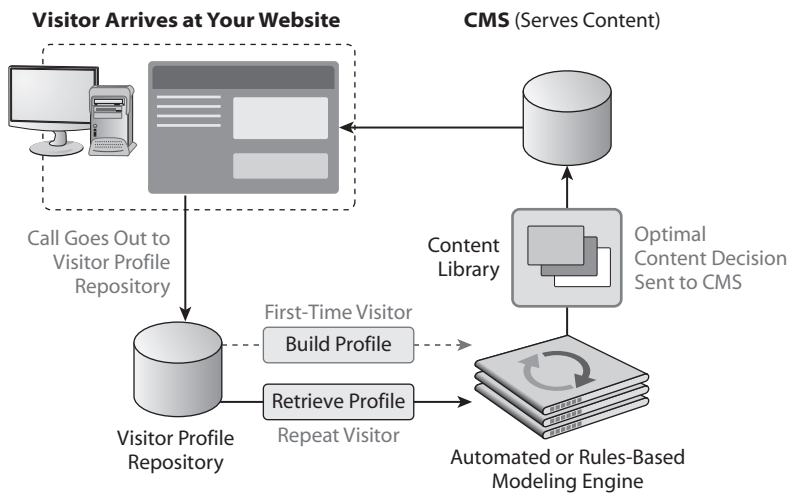 Visitor Arrives at Your Website
CMS (Serves Content)
Call Goes Out to
Visitor Profile
Repository
Content
Library
Optimal
Content Decision
Sent to CMS
First-Time Visitor
Build Profile
Retrieve Profile
Repeat Visitor
Visitor Profile
Repository
Automated or Rules-Based
Modeling Engine